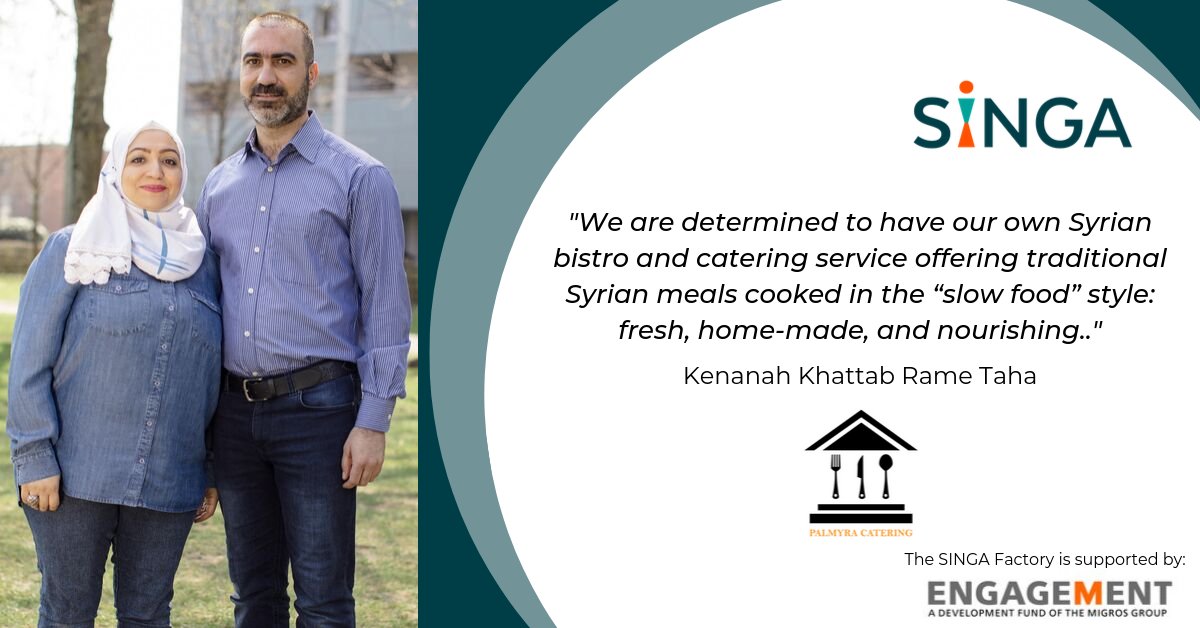 SiNGA
"We are determined to have our own Syrian
bistro and catering service offering traditional
Syrian meals cooked in the “slow food” style:
fresh, home-made, and nourishing.."
Kenanah Khattab Rame Taha
PALMYRA CATERING
The SINGA Factory is supported by:
ENGAGEMENT
A DEVELOPMENT FUND OF THE MIGROS GROUP